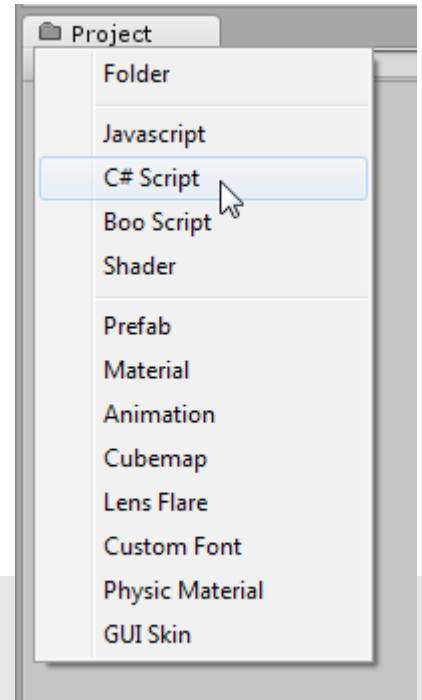 Project
Folder
Javascript
C# Script
Boo Script
Shader
Prefab
Material
Animation
Cubemap
Lens Flare
Custom Font
Physic Material
GUI Skin